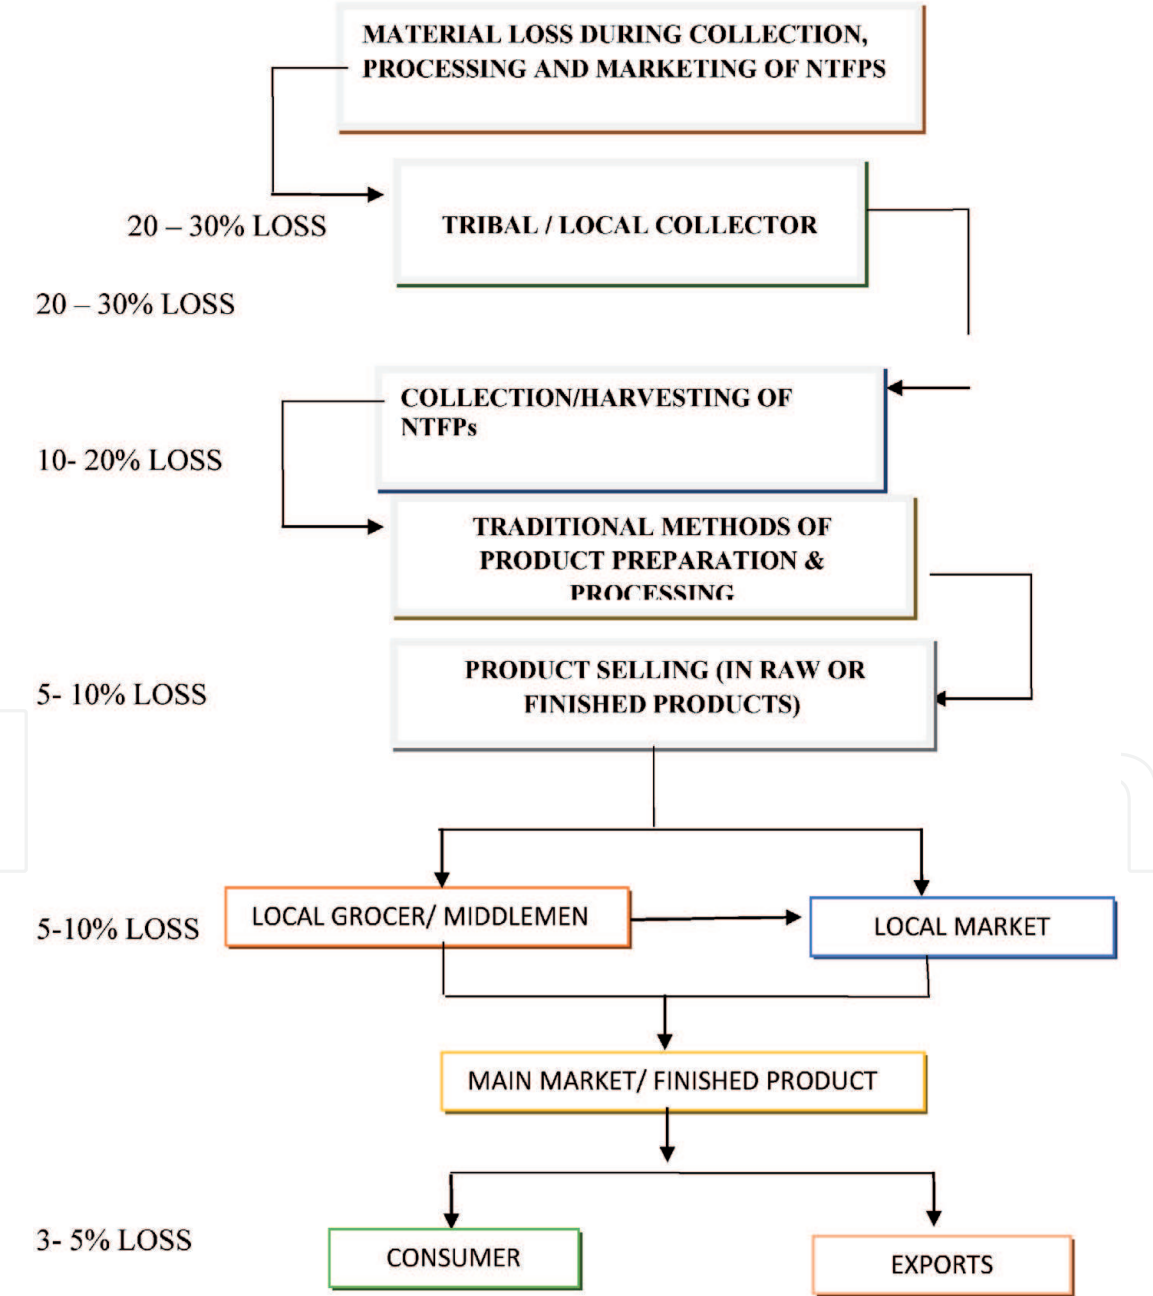 MATERIAL LOSS DURING COLLECTION,
PROCESSING AND MARKETING OF NTFPS
20 – 30% LOSS
TRIBAL / LOCAL COLLECTOR
20 – 30% LOSS
COLLECTION/HARVESTING OF
NTFPs
10- 20% LOSS
TRADITIONAL METHODS OF
PRODUCT PREPARATION &
PROCESSING
5- 10% LOSS
PRODUCT SELLING (IN RAW OR
FINISHED PRODUCTS)
5-10% LOSS
LOCAL GROCER/ MIDDLEMEN
LOCAL MARKET
MAIN MARKET/ FINISHED PRODUCT
3- 5% LOSS
CONSUMER
EXPORTS